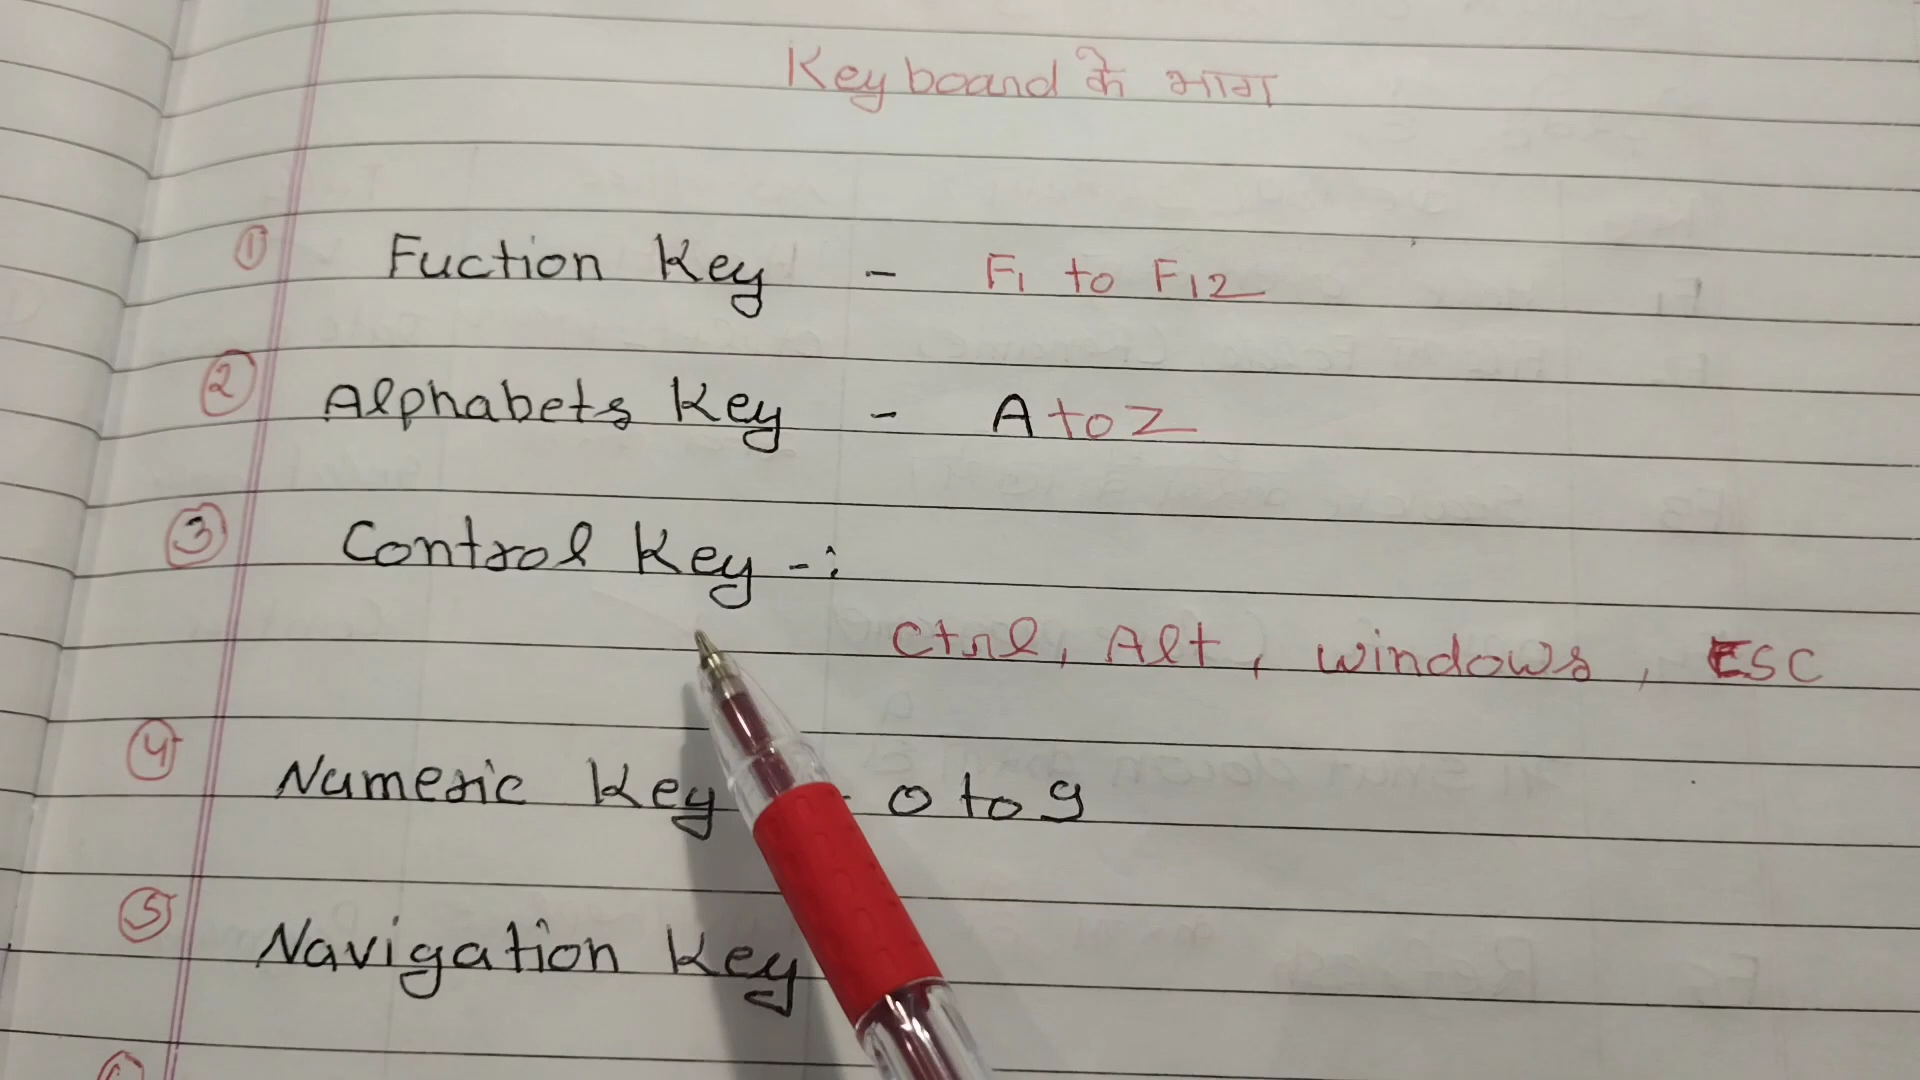 Keyboard के भाग
① Fuction Key - F1 to F12
② Alphabets Key - A to Z
③ Control Key -:
Ctrl, Alt, windows, ESC
④ Numeric Key - 0 to 9
⑤ Navigation Key